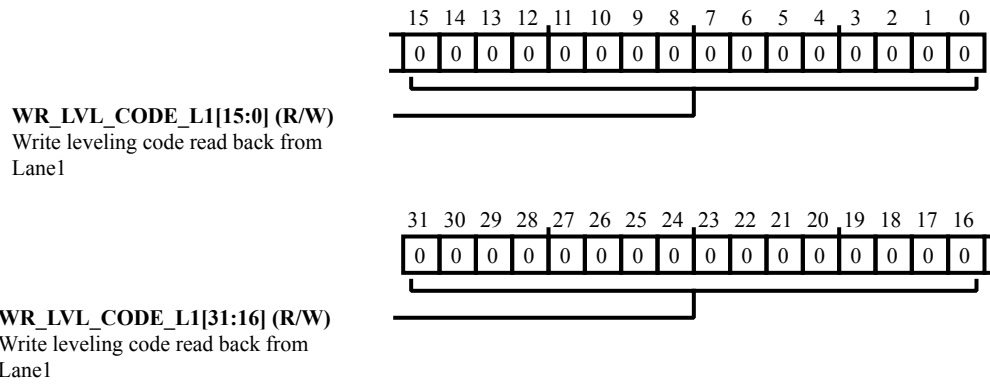 15 14 13 12 11 10 9 8 7 6 5 4 3 2 1 0
0 0 0 0 0 0 0 0 0 0 0 0 0 0 0 0
WR_LVL_CODE_L1[15:0] (R/W)
Write leveling code read back from
Lane1
31 30 29 28 27 26 25 24 23 22 21 20 19 18 17 16
0 0 0 0 0 0 0 0 0 0 0 0 0 0 0 0
WR_LVL_CODE_L1[31:16] (R/W)
Write leveling code read back from
Lane1